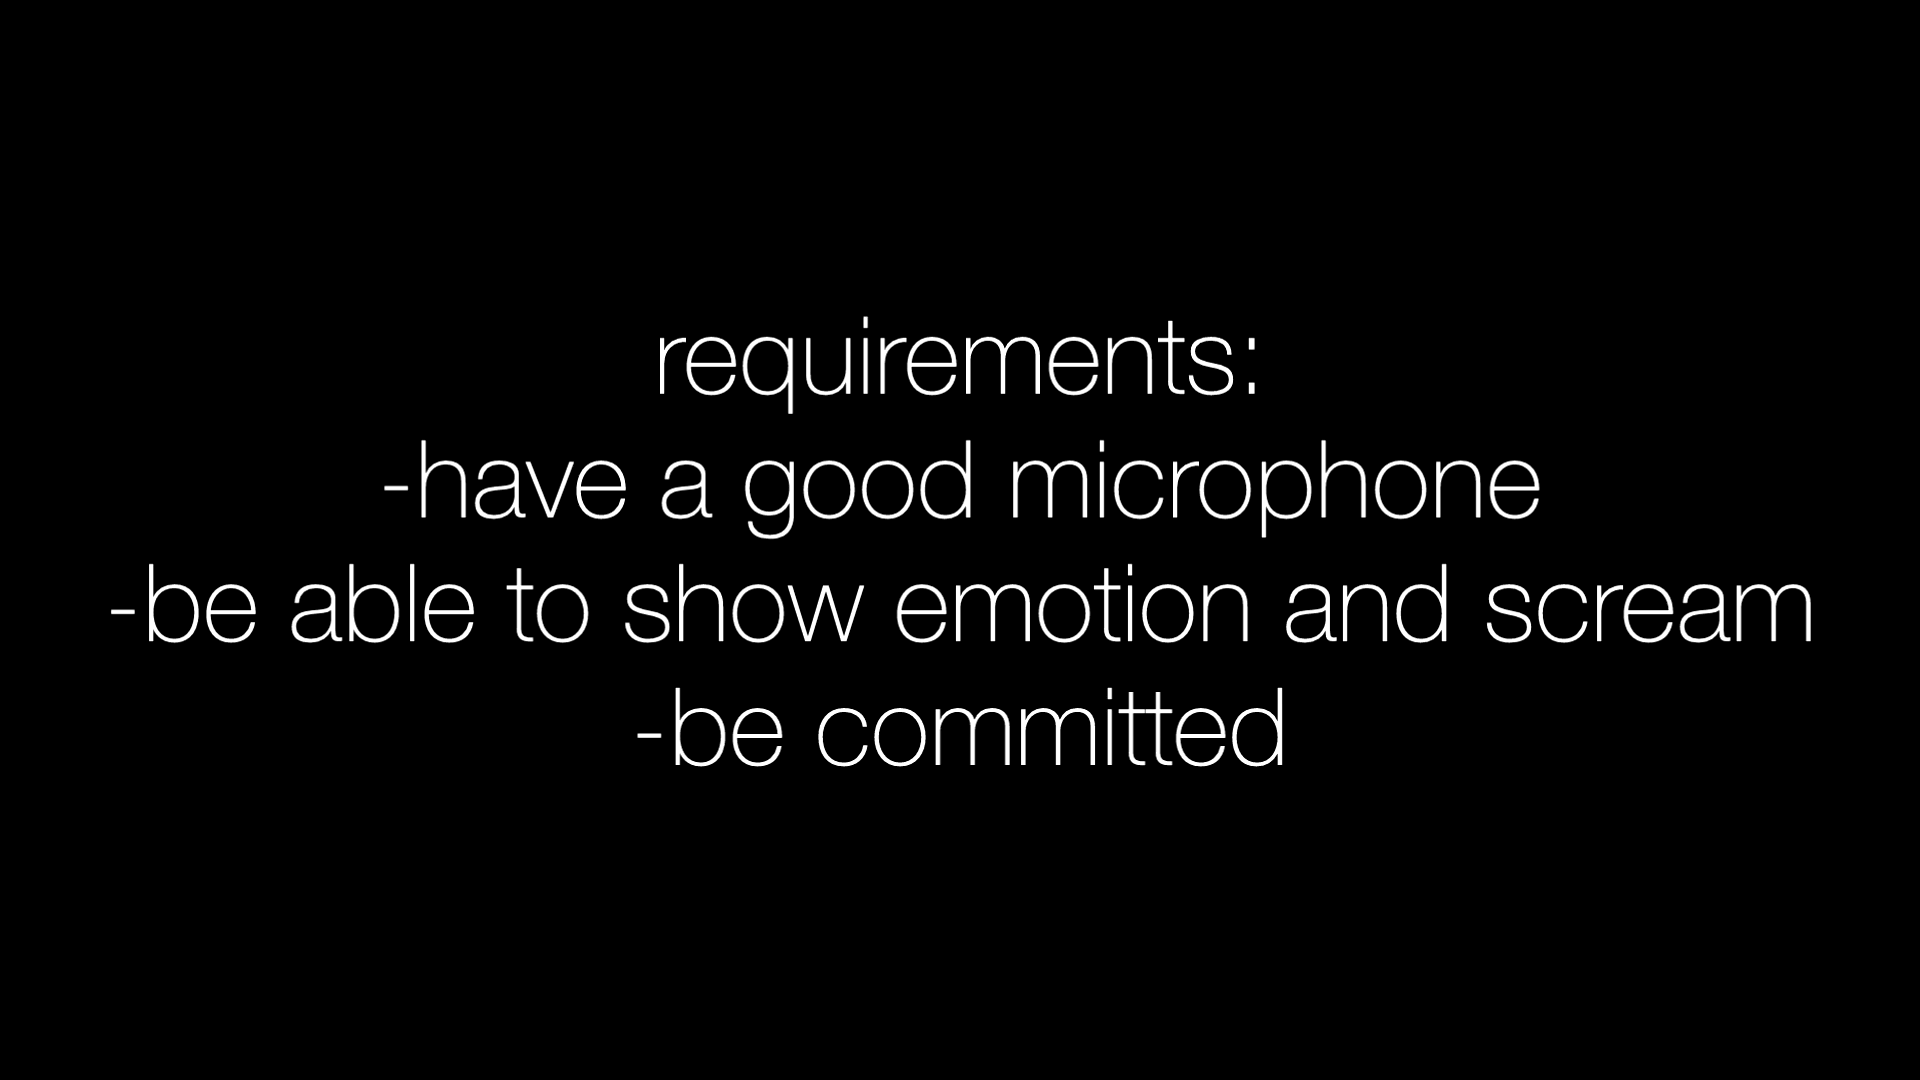 requirements:
-have a good microphone
-be able to show emotion and scream
-be committed